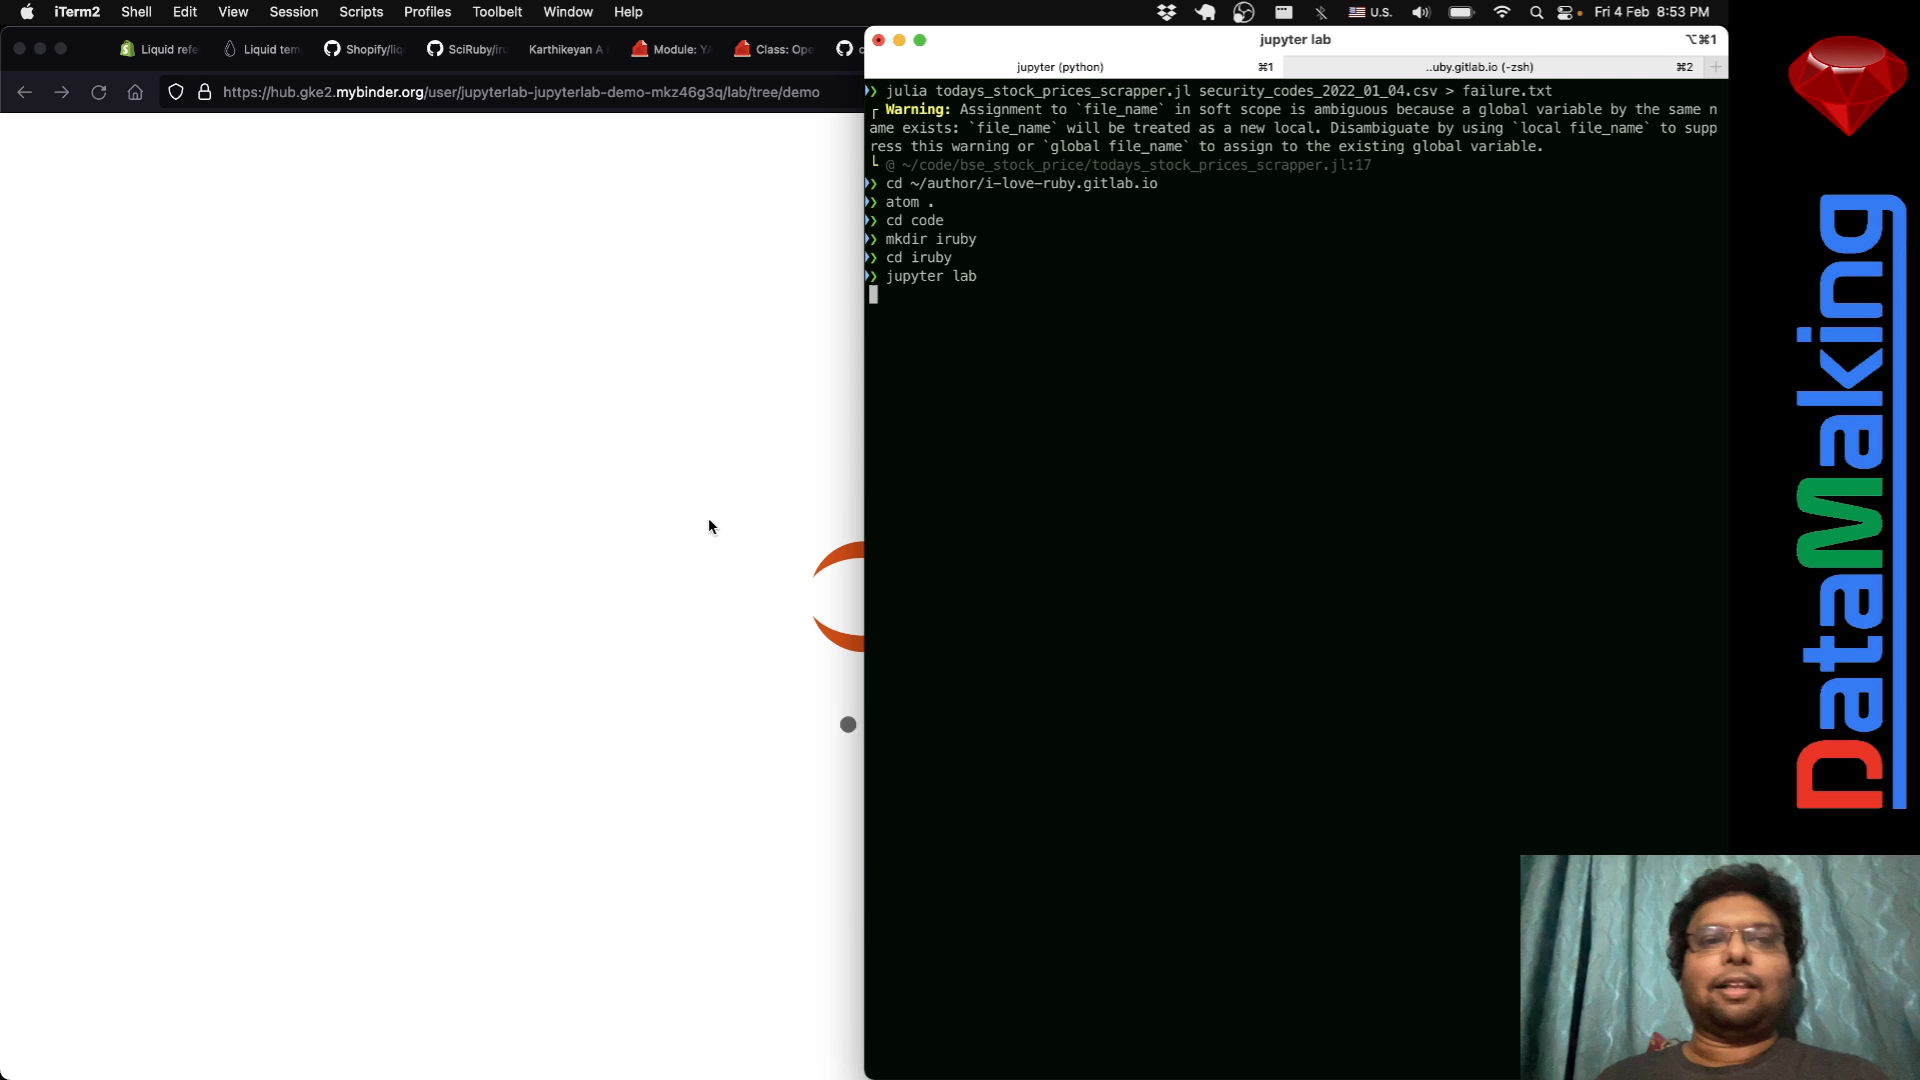 iTerm2 Shell Edit View Session Scripts Profiles Toolbelt Window Help U.S. Fri 4 Feb 8:53 PM
Liquid refe Liquid tem Shopify/liq SciRuby/iru Karthikeyan A Module: YA Class: Ope
https://hub.gke2.mybinder.org/user/jupyterlab-jupyterlab-demo-mkz46g3q/lab/tree/demo
jupyter lab ⌥⌘1
jupyter (python) ⌘1 ..uby.gitlab.io (-zsh) ⌘2 +
❯ julia todays_stock_prices_scrapper.jl security_codes_2022_01_04.csv > failure.txt
┌ Warning: Assignment to `file_name` in soft scope is ambiguous because a global variable by the same n
ame exists: `file_name` will be treated as a new local. Disambiguate by using `local file_name` to supp
ress this warning or `global file_name` to assign to the existing global variable.
└ @ ~/code/bse_stock_price/todays_stock_prices_scrapper.jl:17
❯ cd ~/author/i-love-ruby.gitlab.io
❯ atom .
❯ cd code
❯ mkdir iruby
❯ cd iruby
❯ jupyter lab
DataMaking